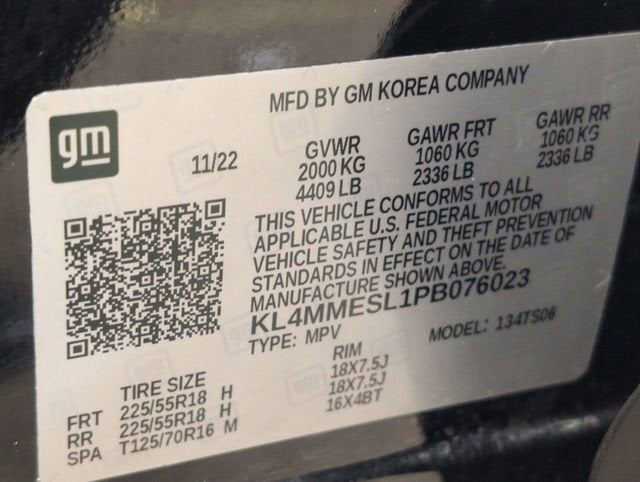 MFD BY GM KOREA COMPANY
gm
11/22
GVWR
2000 KG
4409 LB
GAWR FRT
1060 KG
2336 LB
GAWR RR
1060 KG
2336 LB
THIS VEHICLE CONFORMS TO ALL
APPLICABLE U.S. FEDERAL MOTOR
VEHICLE SAFETY AND THEFT PREVENTION
STANDARDS IN EFFECT ON THE DATE OF
MANUFACTURE SHOWN ABOVE.
KL4MMESL1PB076023
TYPE: MPV MODEL: 134TS06
TIRE SIZE RIM
FRT 225/55R18 H 18X7.5J
RR 225/55R18 H 18X7.5J
SPA T125/70R16 M 16X4BT